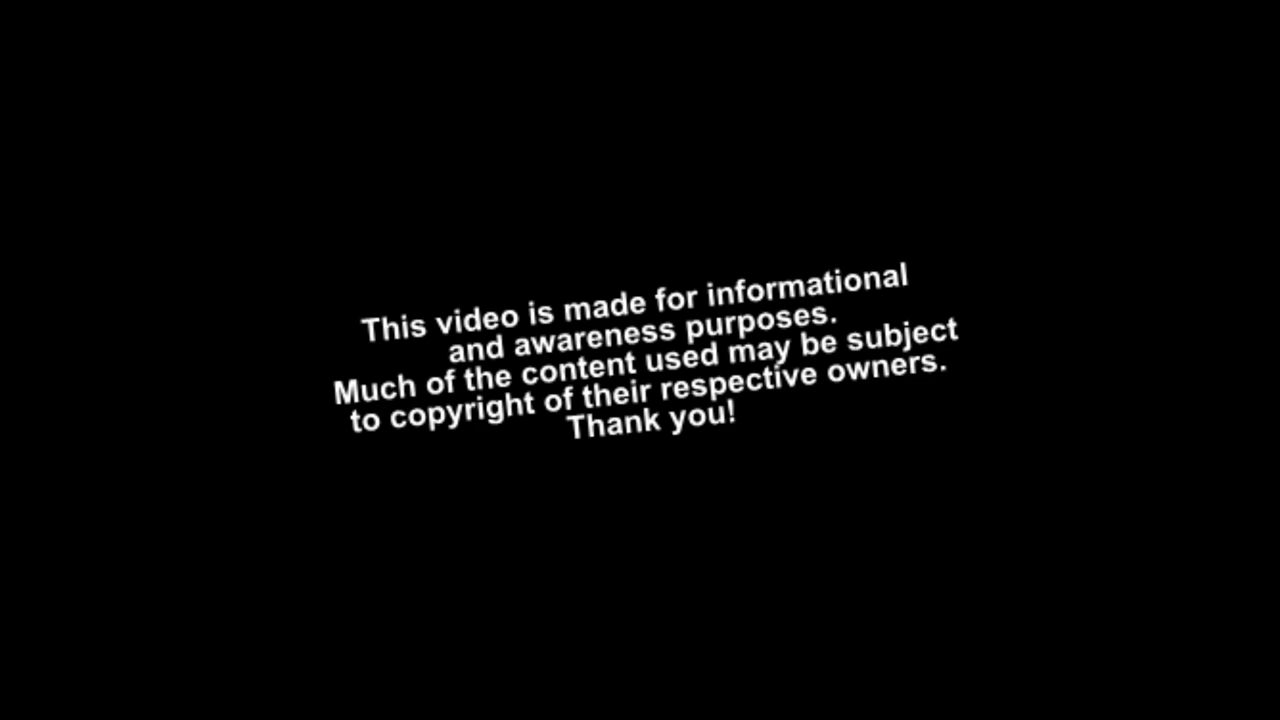 This video is made for informational
and awareness purposes.
Much of the content used may be subject
to copyright of their respective owners.
Thank you!